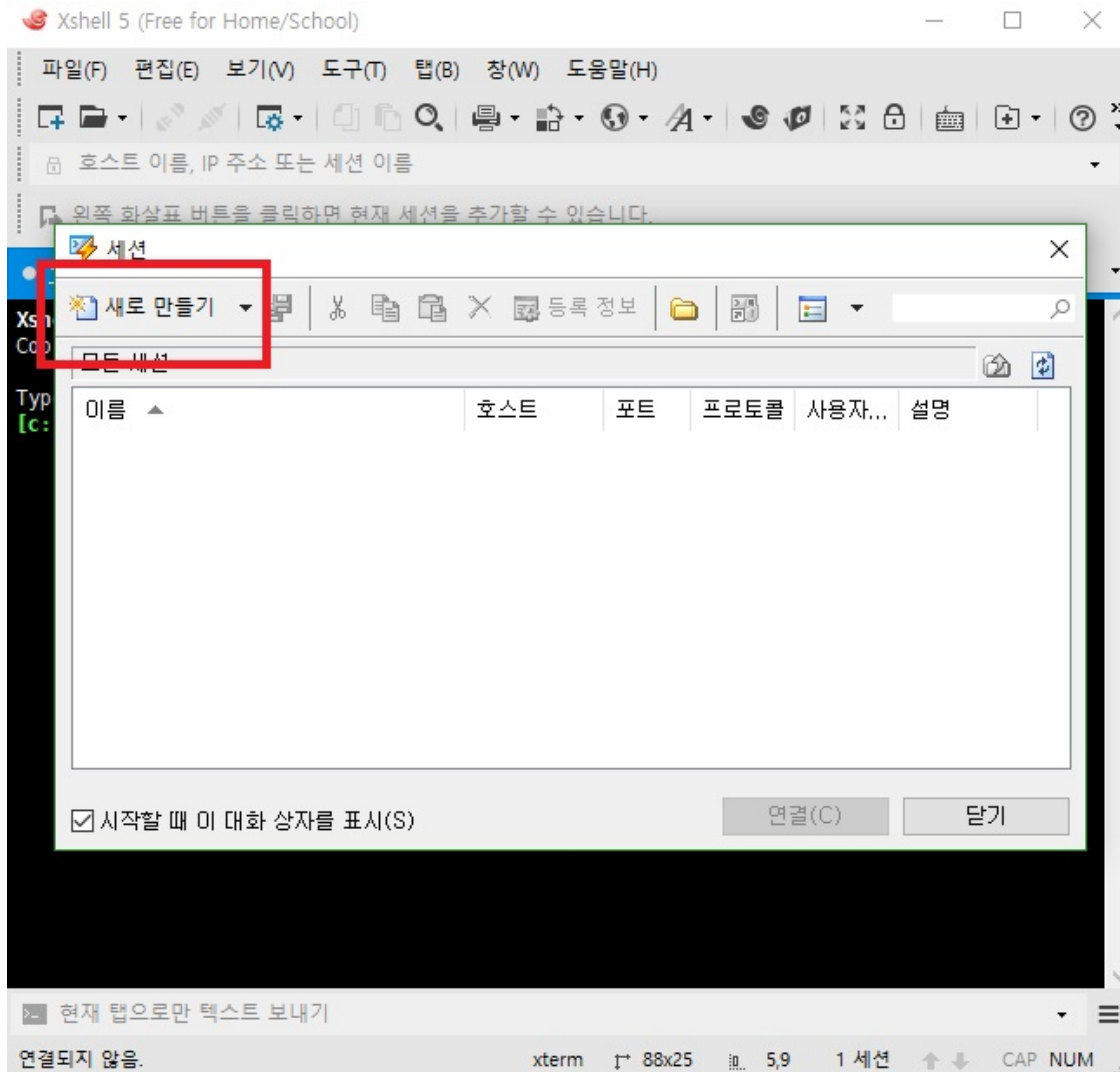 Xshell 5 (Free for Home/School)
파일(F) 편집(E) 보기(V) 도구(T) 탭(B) 창(W) 도움말(H)
호스트 이름, IP 주소 또는 세션 이름
왼쪽 화살표 버튼을 클릭하면 현재 세션을 추가할 수 있습니다.
세션
새로 만들기 등록 정보
모든 세션
이름 호스트 포트 프로토콜 사용자... 설명
Typ
[c:
시작할 때 이 대화 상자를 표시(S) 연결(C) 닫기
현재 탭으로만 텍스트 보내기
연결되지 않음. xterm 88x25 5,9 1 세션 CAP NUM